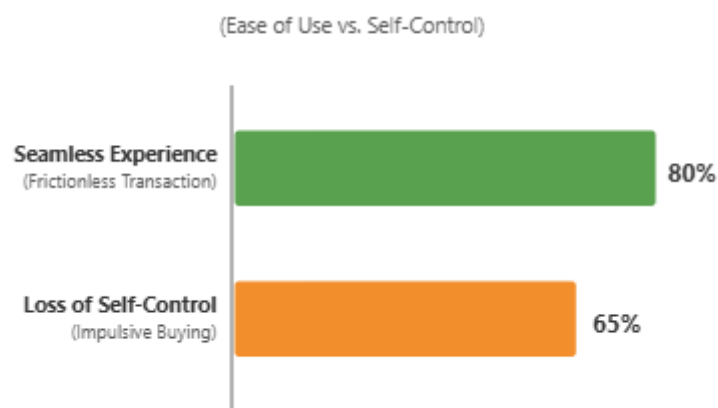 (Ease of Use vs. Self-Control)
Seamless Experience
(Frictionless Transaction)
80%
Loss of Self-Control
(Impulsive Buying)
65%